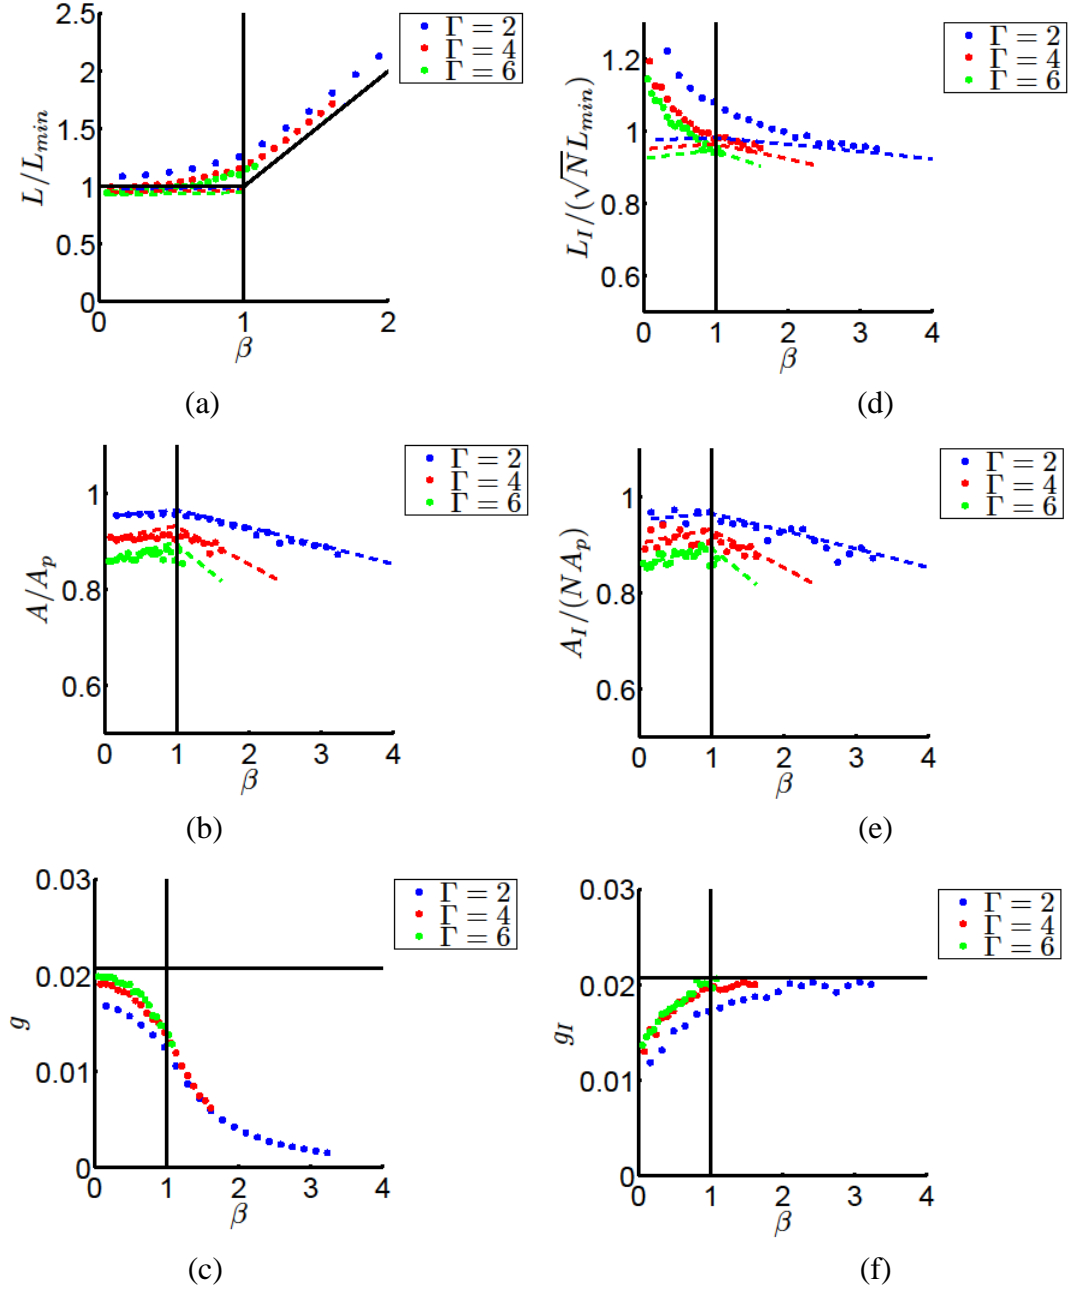 2.5
2
1.5
1
0.5
0
0 1 2
L/L_{min}
β
Γ = 2
Γ = 4
Γ = 6
(a)
1.2
1
0.8
0.6
0 1 2 3 4
L_I/(√N L_{min})
β
Γ = 2
Γ = 4
Γ = 6
(d)
1
0.8
0.6
0 1 2 3 4
A/A_p
β
Γ = 2
Γ = 4
Γ = 6
(b)
1
0.8
0.6
0 1 2 3 4
A_I/(N A_p)
β
Γ = 2
Γ = 4
Γ = 6
(e)
0.03
0.02
0.01
0
0 1 2 3 4
g
β
Γ = 2
Γ = 4
Γ = 6
(c)
0.03
0.02
0.01
0
0 1 2 3 4
g_I
β
Γ = 2
Γ = 4
Γ = 6
(f)